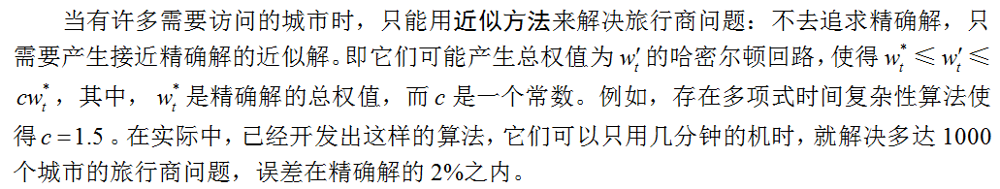 当有许多需要访问的城市时，只能用近似方法来解决旅行商问题：不去追求精确解，只
需要产生接近精确解的近似解。即它们可能产生总权值为 $w_t'$ 的哈密尔顿回路，使得 $w_t^* \leq w_t' \leq$
$cw_t^*$，其中， $w_t^*$ 是精确解的总权值，而 $c$ 是一个常数。例如，存在多项式时间复杂性算法使
得 $c=1.5$ 。在实际中，已经开发出这样的算法，它们可以只用几分钟的机时，就解决多达 1000
个城市的旅行商问题，误差在精确解的 2%之内。